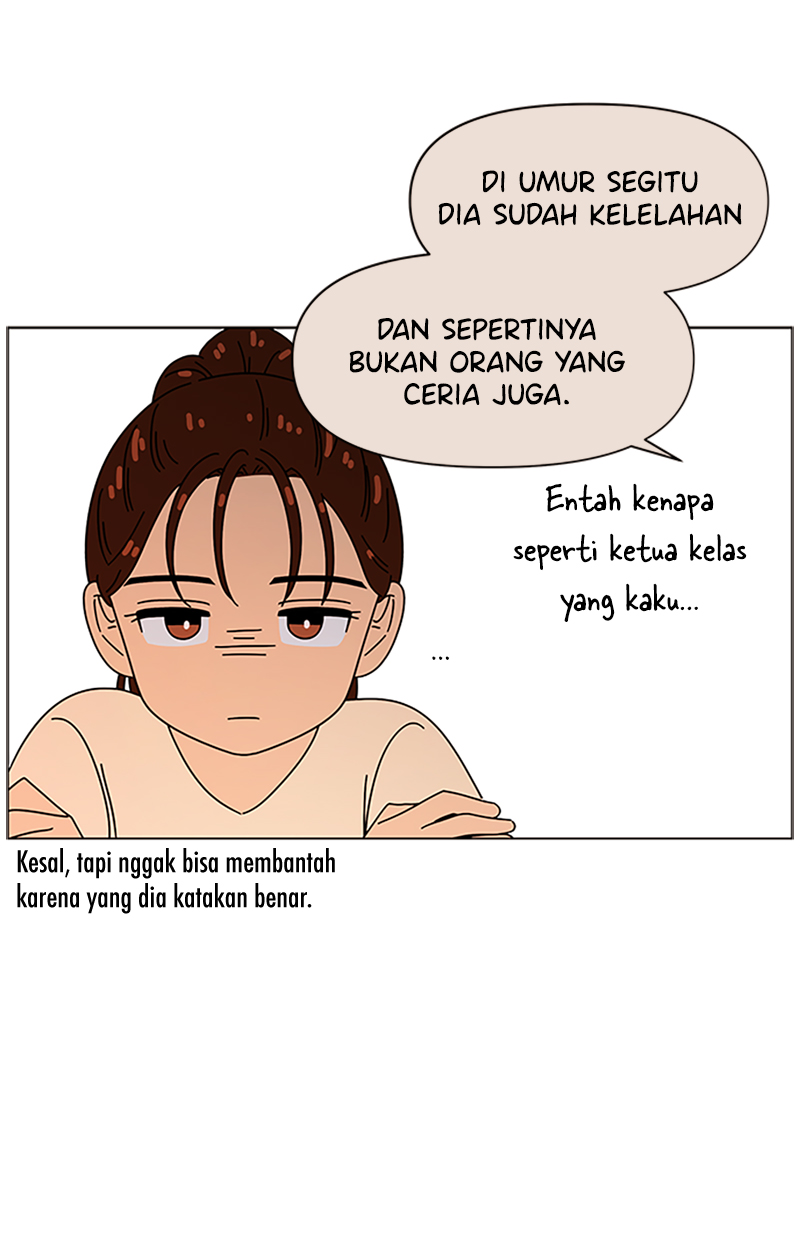 DI UMUR SEGITU
DIA SUDAH KELELAHAN
DAN SEPERTINYA
BUKAN ORANG YANG
CERIA JUGA.
Entah kenapa
seperti ketua kelas
yang kaku...
...
Kesal, tapi nggak bisa membantah
karena yang dia katakan benar.